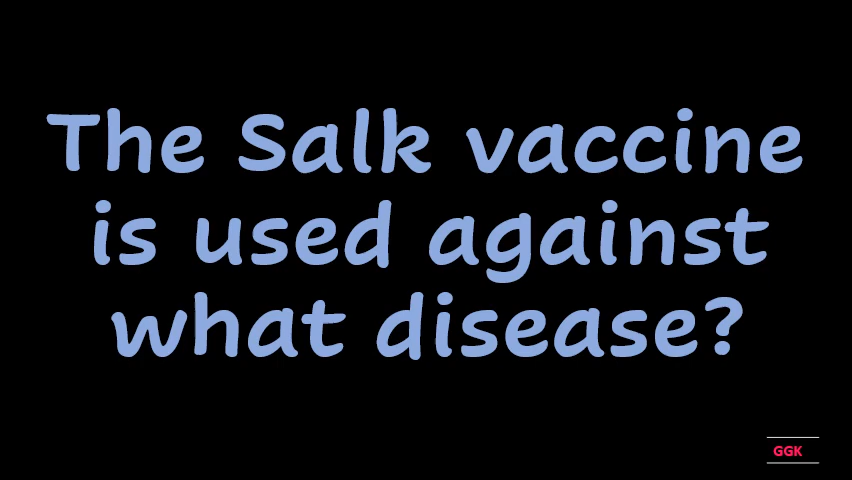 The Salk vaccine
is used against
what disease?
GGK